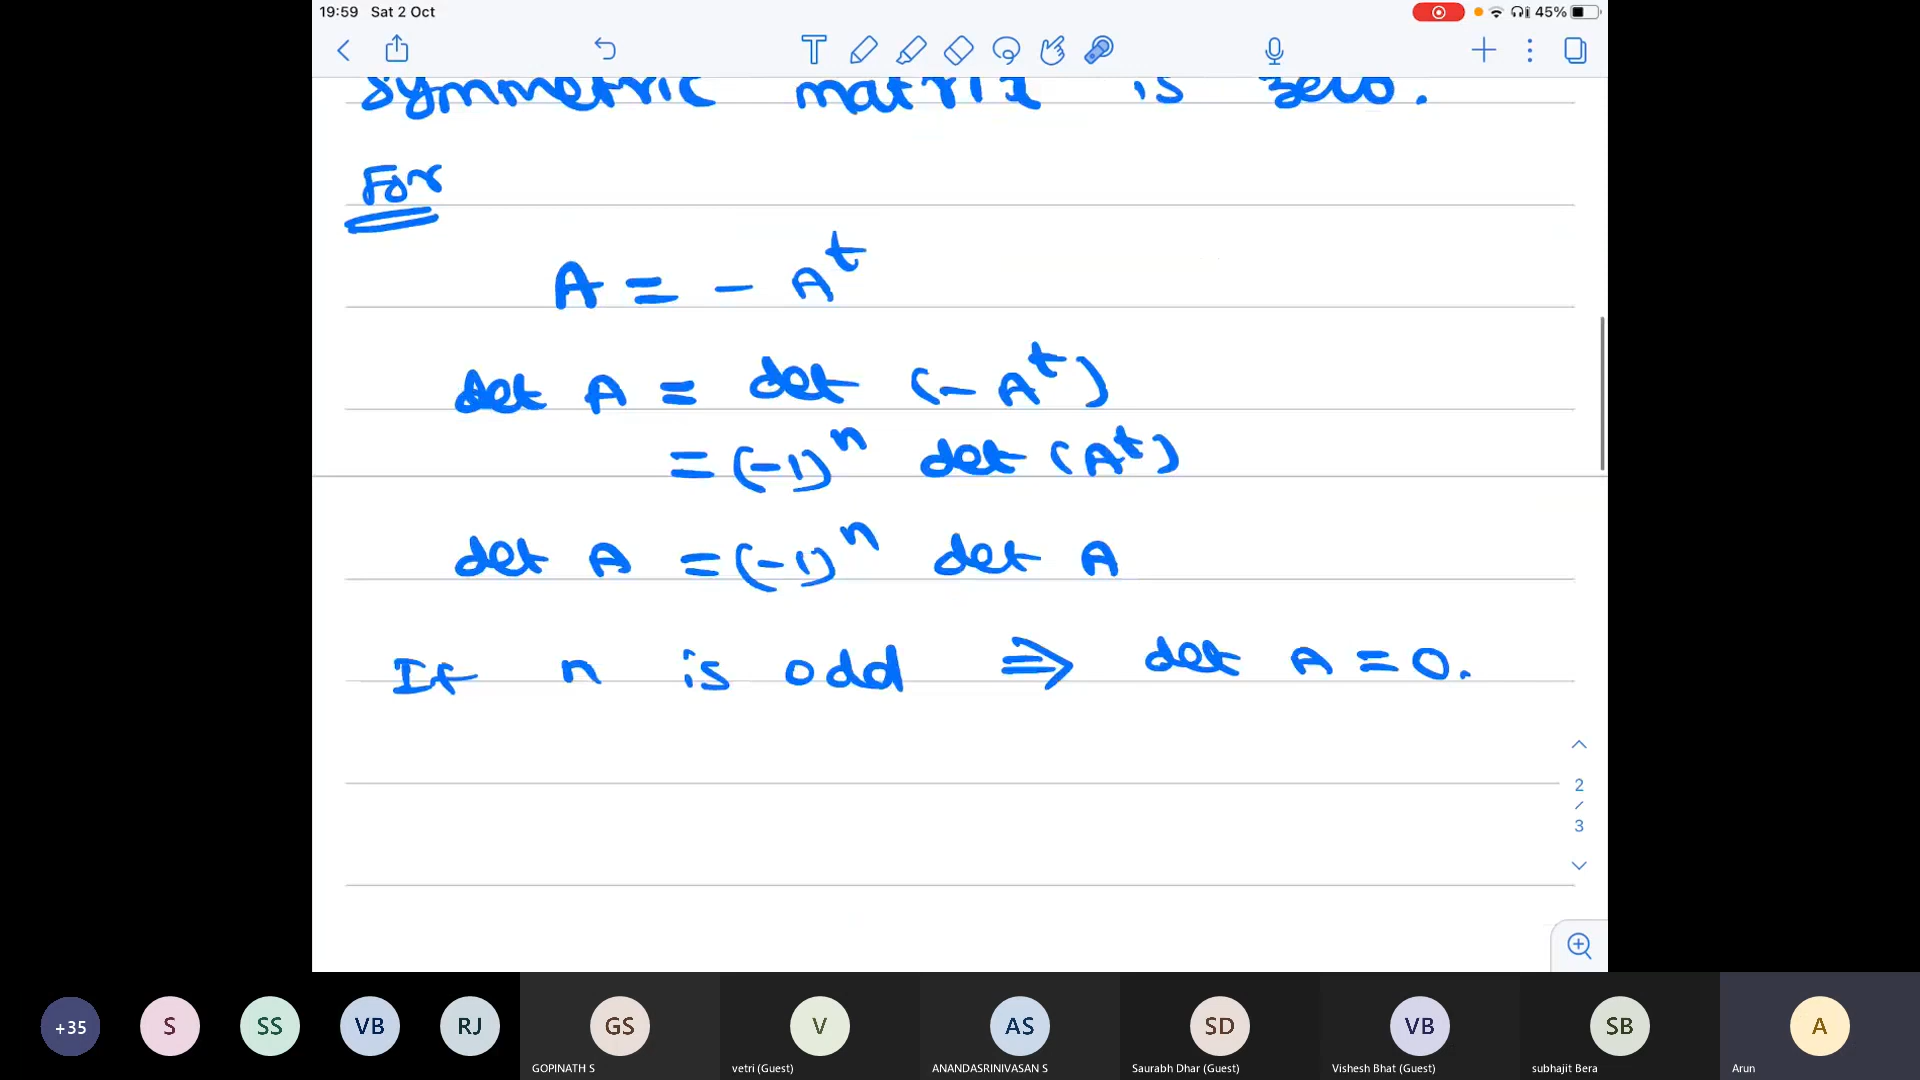 19:59 Sat 2 Oct 45%
symmetric matrix is zero.
For
A = - A^t
det A = det (- A^t)
= (-1)^n det (A^t)
det A = (-1)^n det A
If n is odd ⇒ det A = 0.
2
/
3
+35 S SS VB RJ GS V AS SD VB SB A
GOPINATH S vetri (Guest) ANANDASRINIVASAN S Saurabh Dhar (Guest) Vishesh Bhat (Guest) subhajit Bera Arun